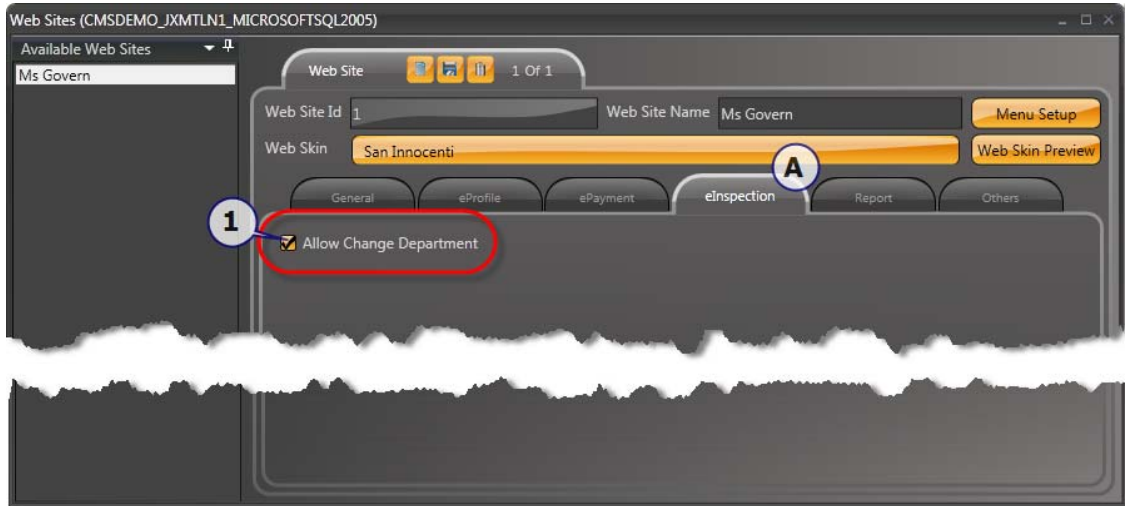 Web Sites (CMSDEMO_JXMTLN1_MICROSOFTSQL2005)
Available Web Sites
Ms Govern
Web Site 1 Of 1
Web Site Id 1 Web Site Name Ms Govern Menu Setup
Web Skin San Innocenti Web Skin Preview
A
General eProfile ePayment eInspection Report Others
1
Allow Change Department